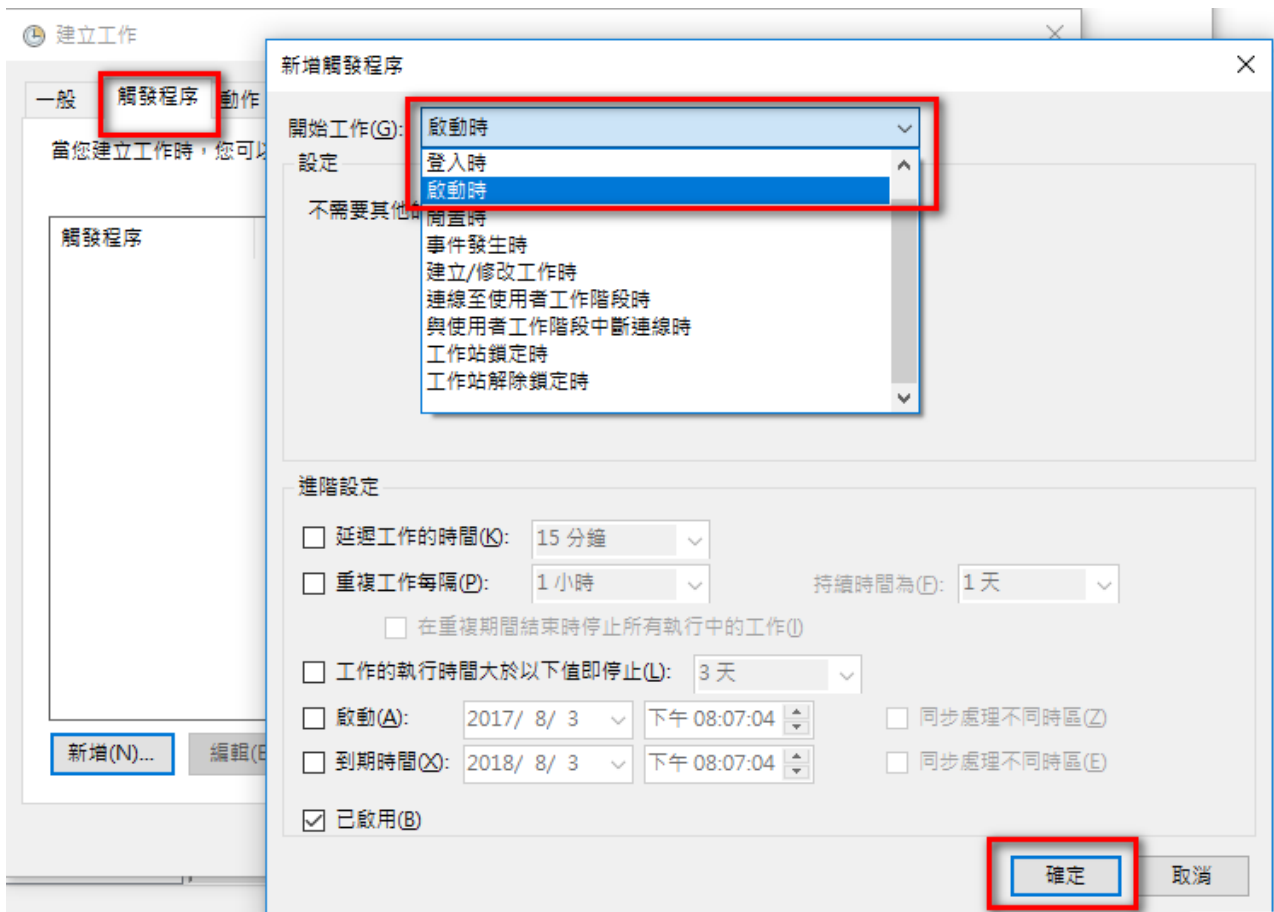 建立工作
新增觸發程序
一般
觸發程序
動作
開始工作(G):
啟動時
當您建立工作時，您可以
設定
登入時
啟動時
不需要其他
閒置時
觸發程序
事件發生時
建立/修改工作時
連線至使用者工作階段時
與使用者工作階段中斷連線時
工作站鎖定時
工作站解除鎖定時
進階設定
延遲工作的時間(K):
15 分鐘
重複工作每隔(P):
1 小時
持續時間為(F):
1 天
在重複期間結束時停止所有執行中的工作(I)
工作的執行時間大於以下值即停止(L):
3 天
啟動(A):
2017/ 8/ 3
下午 08:07:04
同步處理不同時區(Z)
新增(N)...
編輯(E
到期時間(X):
2018/ 8/ 3
下午 08:07:04
同步處理不同時區(E)
已啟用(B)
確定
取消